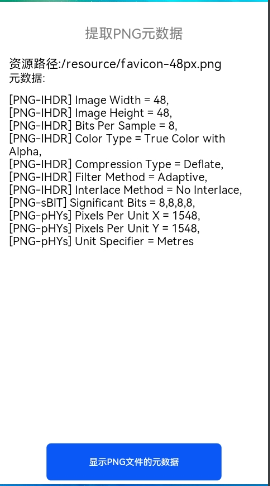 提取PNG元数据
资源路径:/resource/favicon-48px.png
元数据:
[PNG-IHDR] Image Width = 48,
[PNG-IHDR] Image Height = 48,
[PNG-IHDR] Bits Per Sample = 8,
[PNG-IHDR] Color Type = True Color with
Alpha,
[PNG-IHDR] Compression Type = Deflate,
[PNG-IHDR] Filter Method = Adaptive,
[PNG-IHDR] Interlace Method = No Interlace,
[PNG-sBIT] Significant Bits = 8,8,8,8,
[PNG-pHYs] Pixels Per Unit X = 1548,
[PNG-pHYs] Pixels Per Unit Y = 1548,
[PNG-pHYs] Unit Specifier = Metres
显示PNG文件的元数据